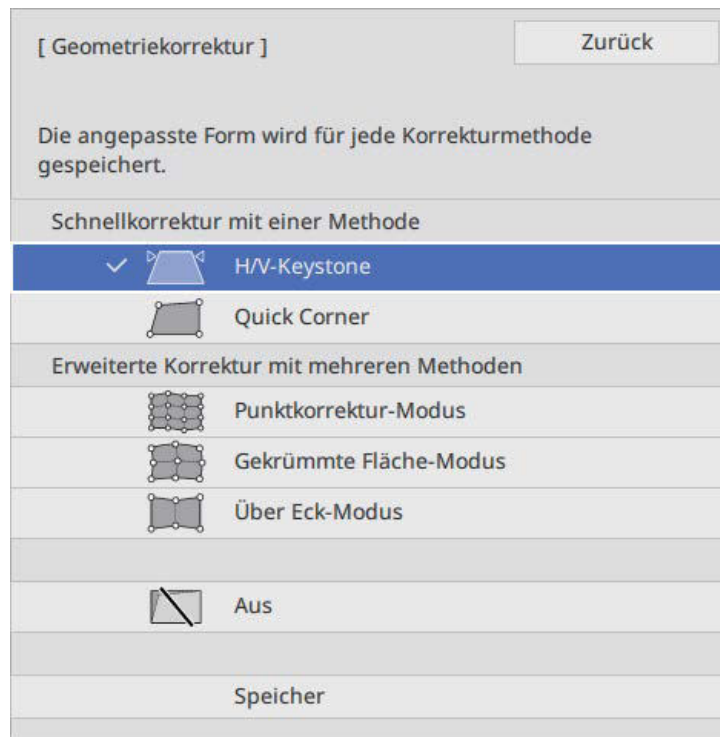 [ Geometriekorrektur ]
Zurück
Die angepasste Form wird für jede Korrekturmethode
gespeichert.
Schnellkorrektur mit einer Methode
H/V-Keystone
Quick Corner
Erweiterte Korrektur mit mehreren Methoden
Punktkorrektur-Modus
Gekrümmte Fläche-Modus
Über Eck-Modus
Aus
Speicher